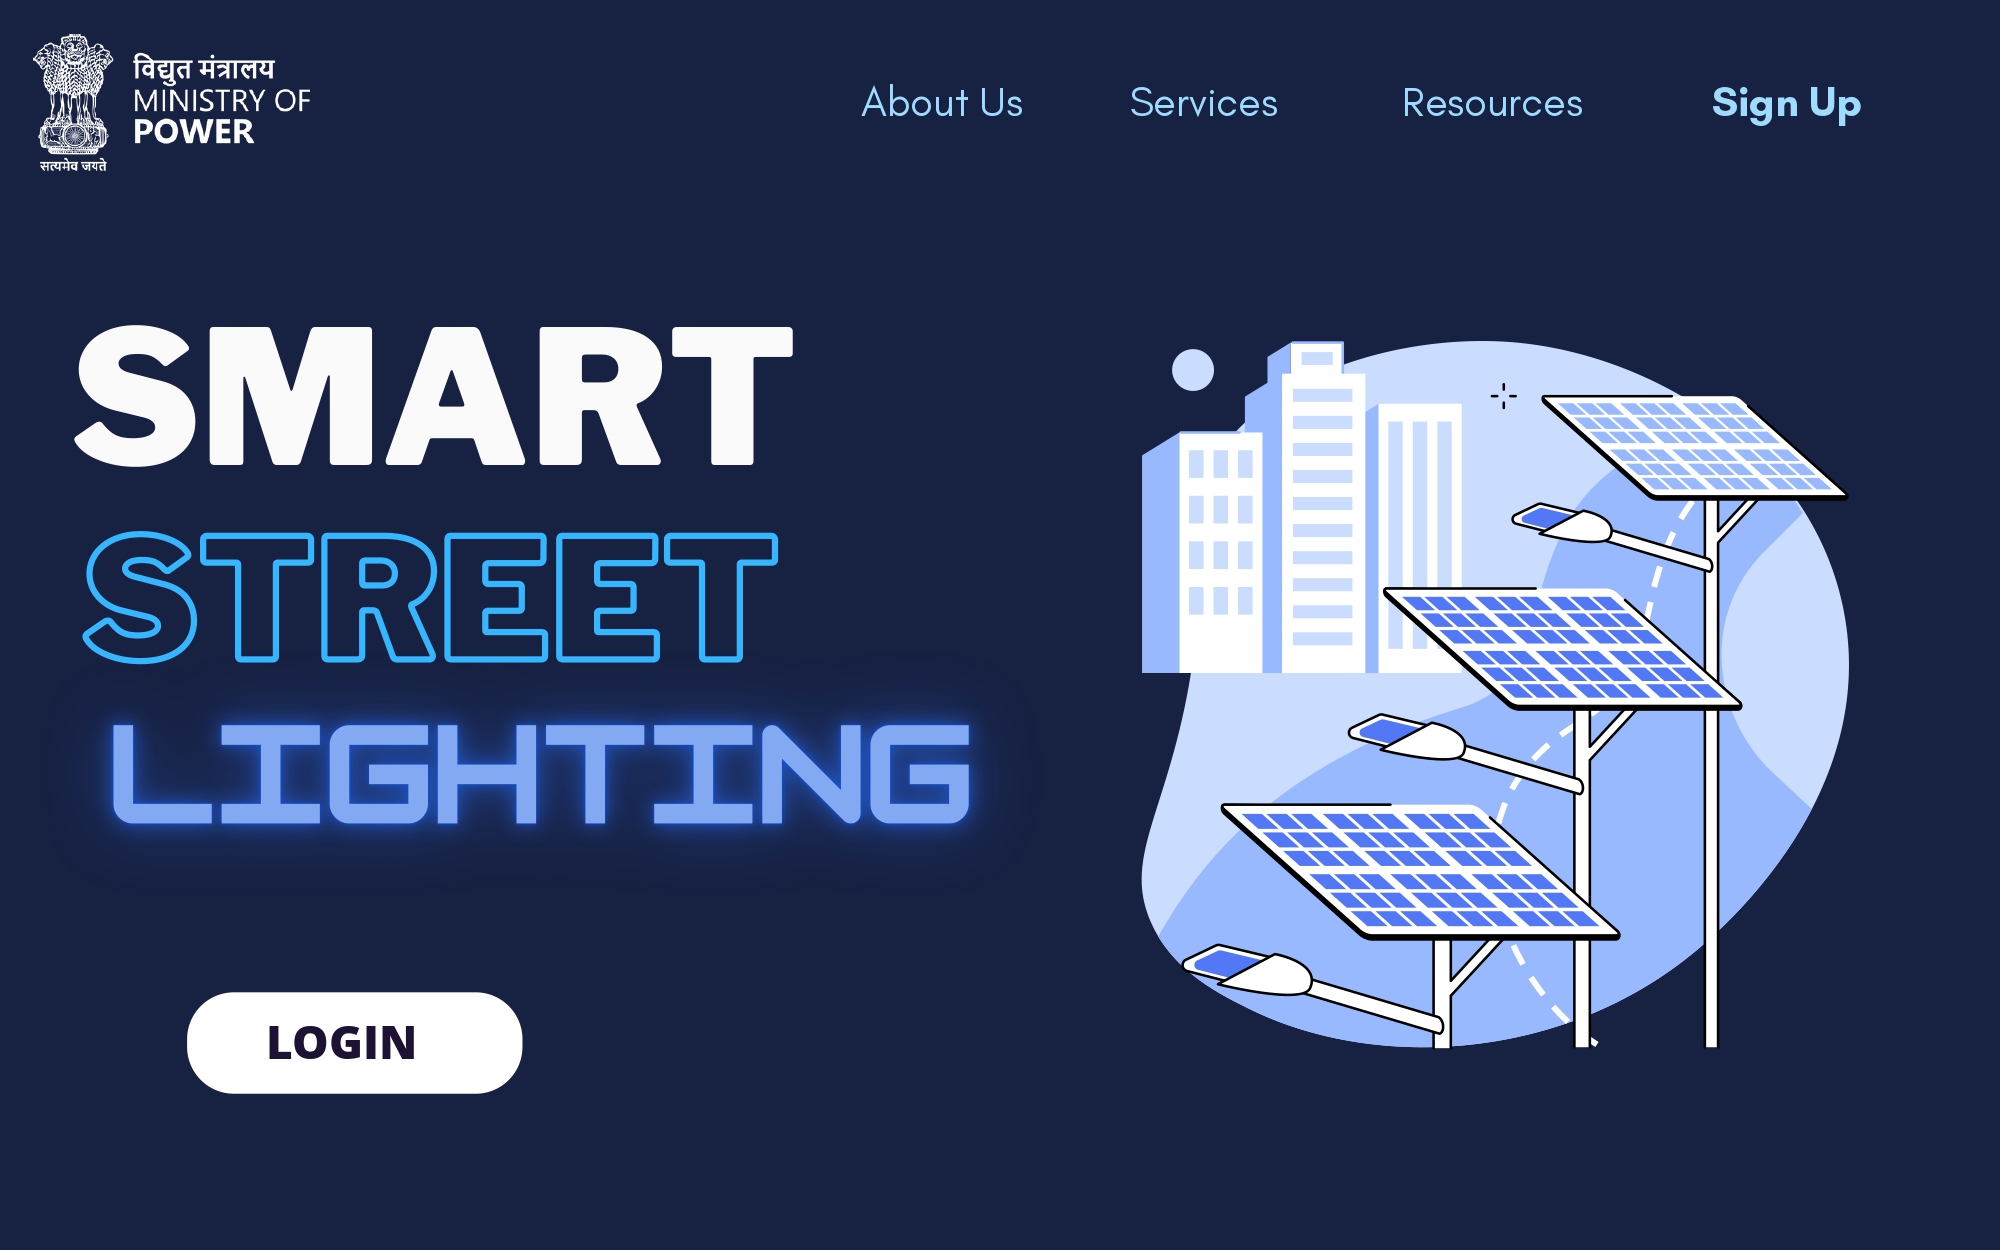 विद्युत मंत्रालय
MINISTRY OF
POWER
सत्यमेव जयते
About Us
Services
Resources
Sign Up
SMART
STREET
LIGHTING
LOGIN